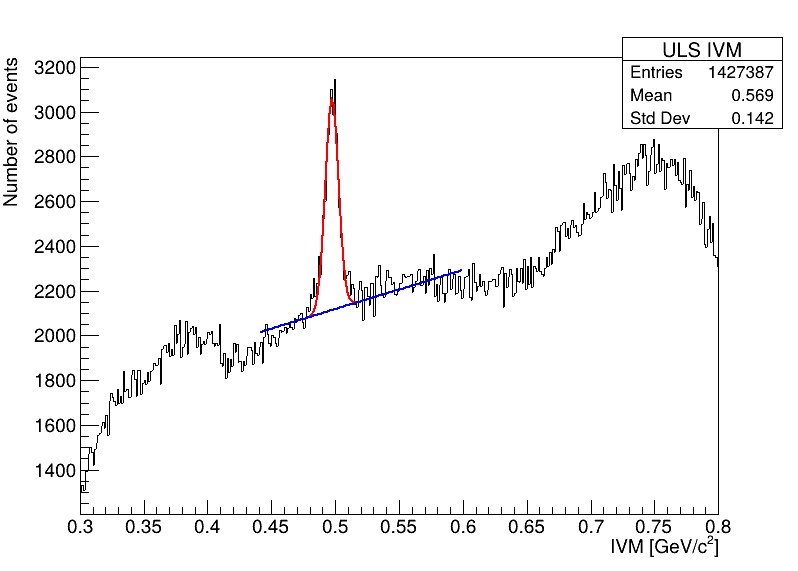 ULS IVM
Entries 1427387
Mean 0.569
Std Dev 0.142
Number of events
3200
3000
2800
2600
2400
2200
2000
1800
1600
1400
0.3 0.35 0.4 0.45 0.5 0.55 0.6 0.65 0.7 0.75 0.8
IVM [GeV/c²]